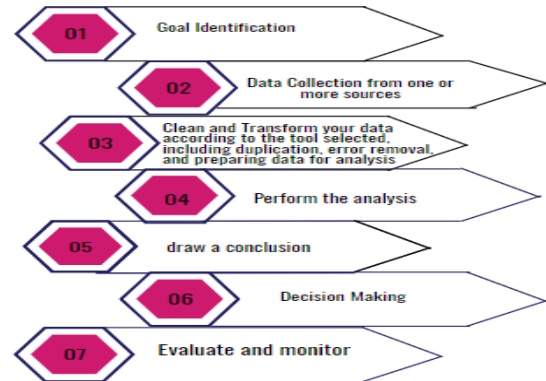 01
Goal Identification
02
Data Collection from one or
more sources
03
Clean and Transform your data
according to the tool selected,
including duplication, error removal,
and preparing data for analysis
04
Perform the analysis
05
draw a conclusion
06
Decision Making
07
Evaluate and monitor